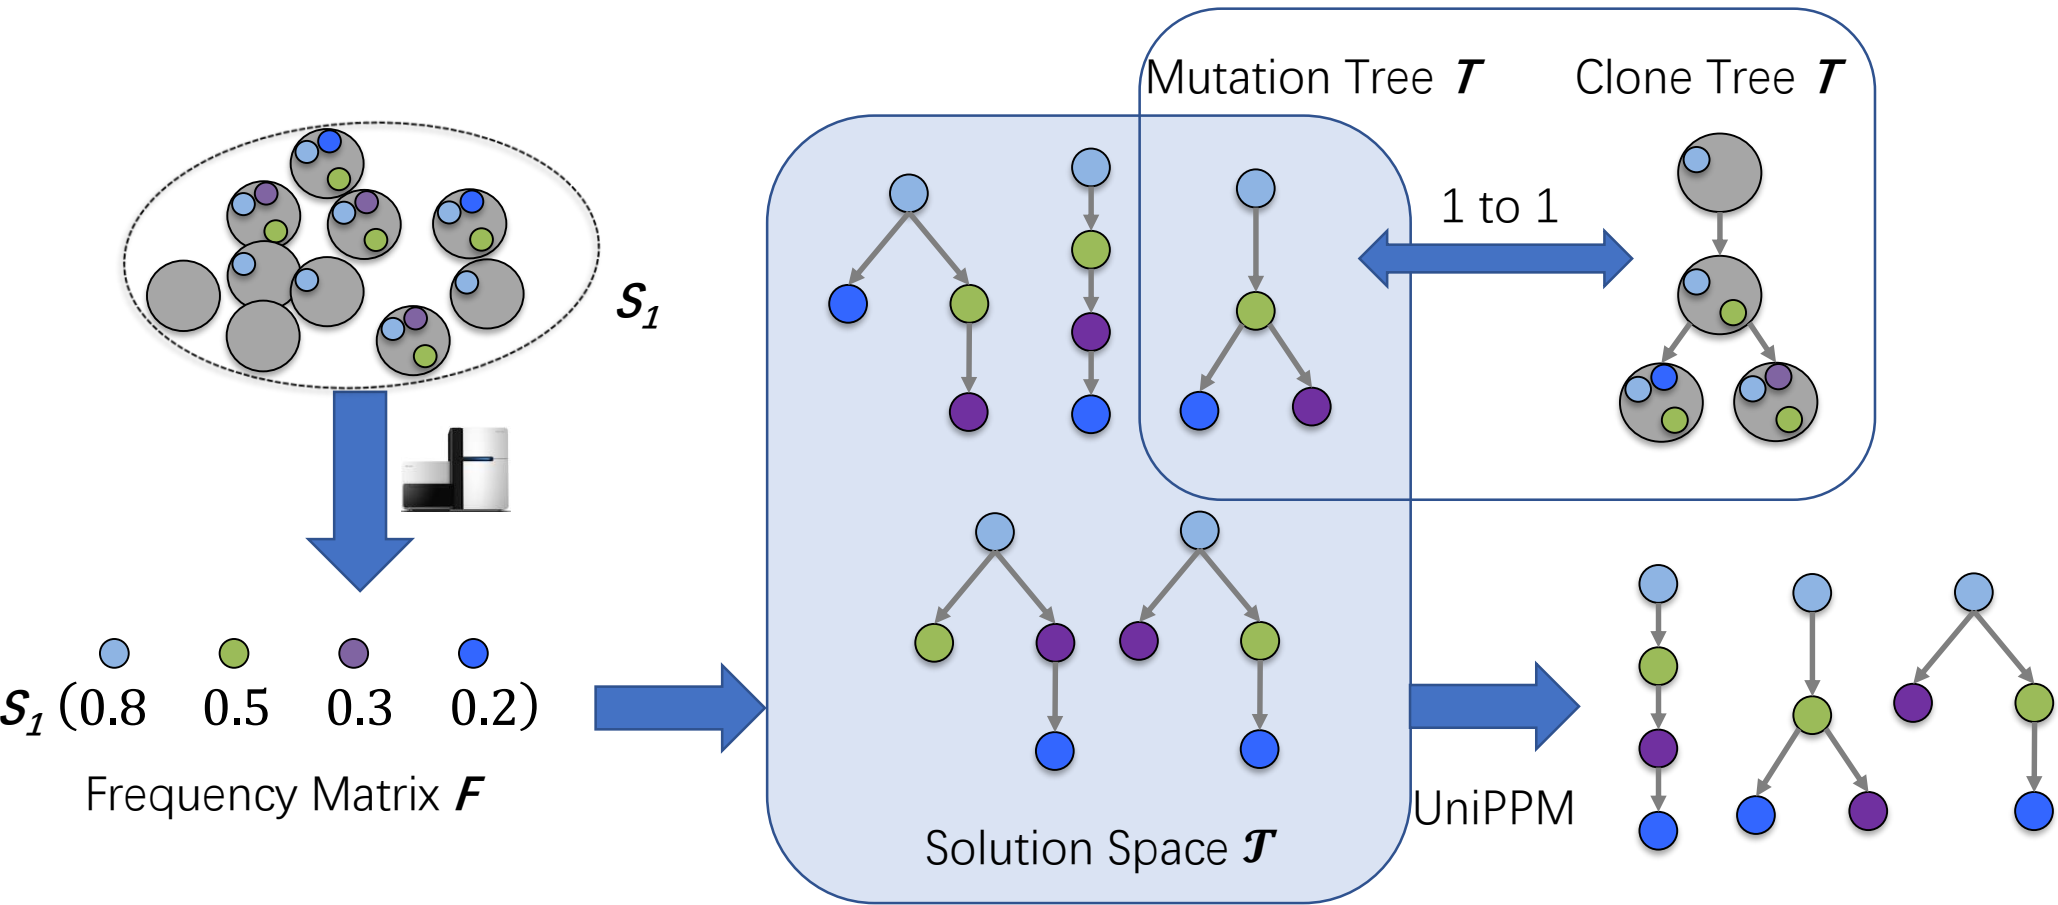 Mutation Tree T
Clone Tree T
1 to 1
S1
S1 (0.8 0.5 0.3 0.2)
Frequency Matrix F
Solution Space 𝒯
UniPPM